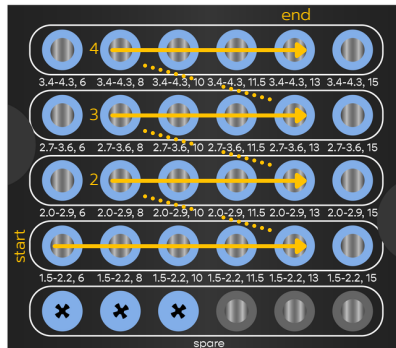 end
4
3.4-4.3, 6 3.4-4.3, 8 3.4-4.3, 10 3.4-4.3, 11.5 3.4-4.3, 13 3.4-4.3, 15
3
2.7-3.6, 6 2.7-3.6, 8 2.7-3.6, 10 2.7-3.6, 11.5 2.7-3.6, 13 2.7-3.6, 15
2
2.0-2.9, 6 2.0-2.9, 8 2.0-2.9, 10 2.0-2.9, 11.5 2.0-2.9, 13 2.0-2.9, 15
start
1.5-2.2, 6 1.5-2.2, 8 1.5-2.2, 10 1.5-2.2, 11.5 1.5-2.2, 13 1.5-2.2, 15
spare